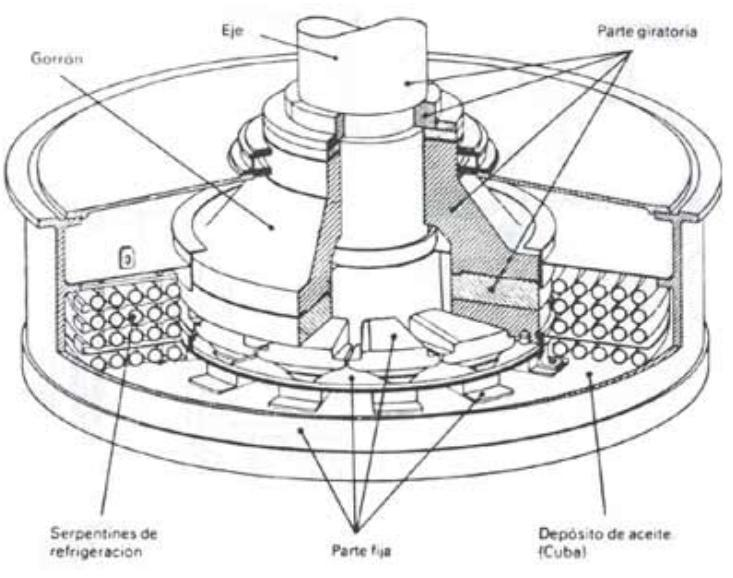 Eje
Parte giratoria
Gorrón
Serpentines de
refrigeración
Parte fija
Depósito de aceite.
(Cuba)